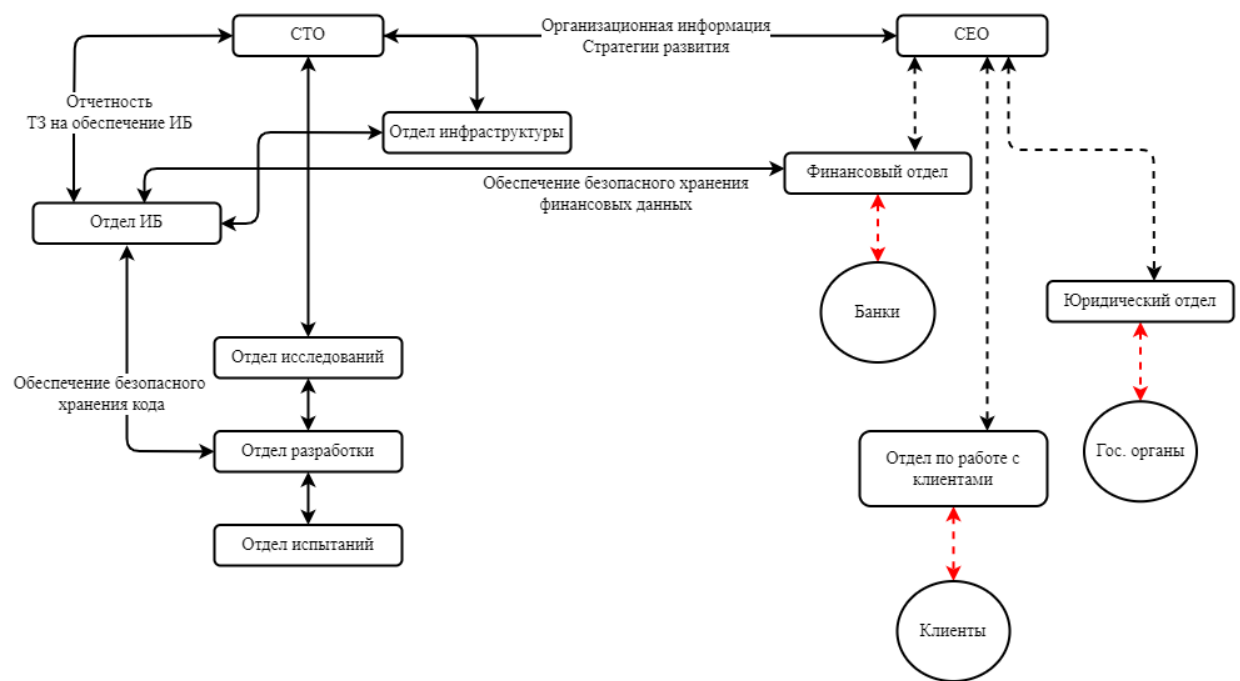 СТО
Организационная информация
Стратегии развития
СЕО
Отчетность
ТЗ на обеспечение ИБ
Отдел инфраструктуры
Финансовый отдел
Обеспечение безопасного хранения
финансовых данных
Отдел ИБ
Банки
Юридический отдел
Отдел исследований
Обеспечение безопасного
хранения кода
Отдел разработки
Гос. органы
Отдел по работе с
клиентами
Отдел испытаний
Клиенты